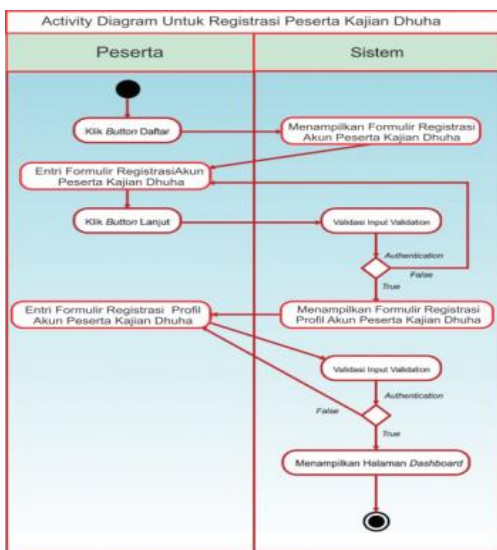 Activity Diagram Untuk Registrasi Peserta Kajian Dhuha
Peserta
Sistem
Klik Button Daftar
Menampilkan Formulir Registrasi
Akun Peserta Kajian Dhuha
Entri Formulir RegistrasiAkun
Peserta Kajian Dhuha
Klik Button Lanjut
Validasi Input Validation
Authentication
False
True
Entri Formulir Registrasi Profil
Akun Peserta Kajian Dhuha
Menampilkan Formulir Registrasi
Profil Akun Peserta Kajian Dhuha
Validasi Input Validation
Authentication
False
True
Menampilkan Halaman Dashboard